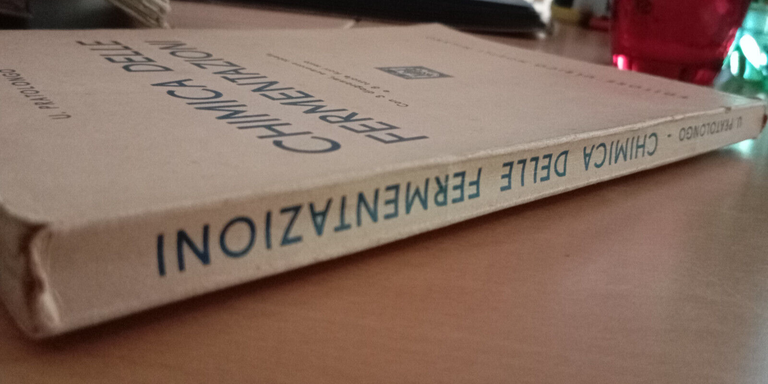 U. PRATOLONGO
CHIMICA DELLE
FERMENTAZIONI
U. PRATOLONGO - CHIMICA DELLE FERMENTAZIONI